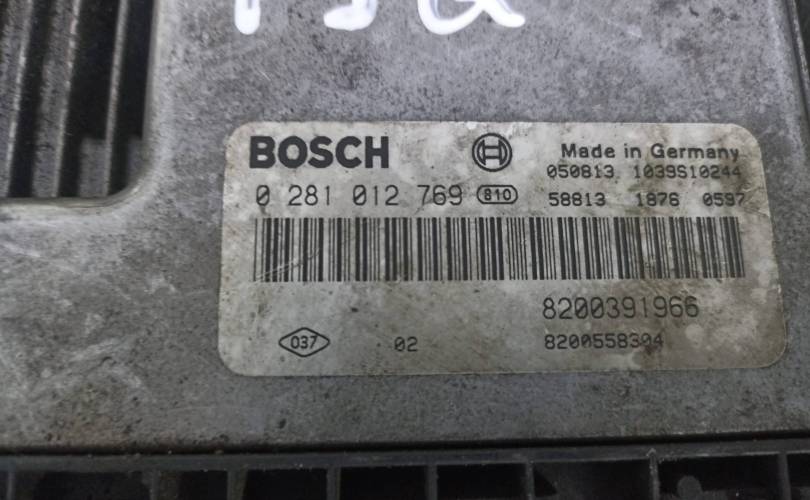 BOSCH Made in Germany
050813 1039S10244
0 281 012 769 810 58813 1876 0597
8200391966
037 02 8200558304